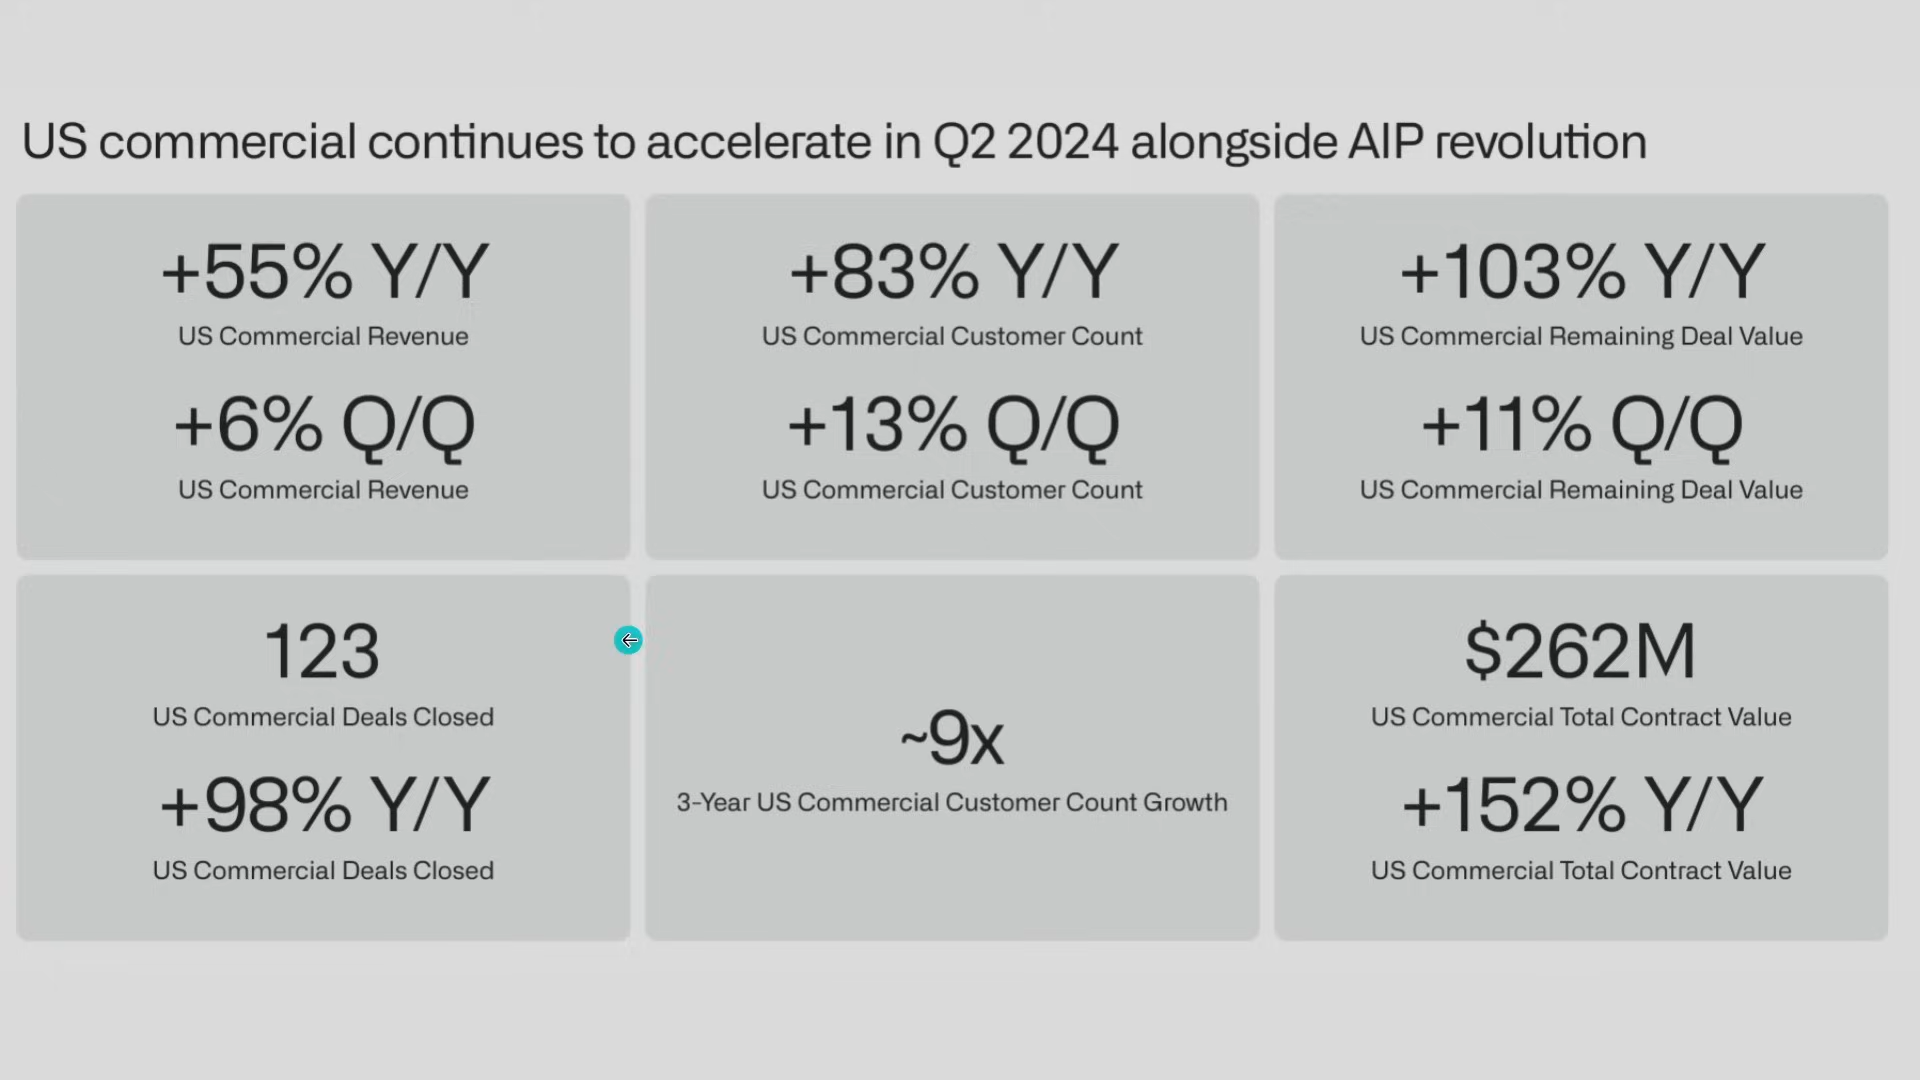 US commercial continues to accelerate in Q2 2024 alongside AIP revolution
+55% Y/Y
US Commercial Revenue
+6% Q/Q
US Commercial Revenue
+83% Y/Y
US Commercial Customer Count
+13% Q/Q
US Commercial Customer Count
+103% Y/Y
US Commercial Remaining Deal Value
+11% Q/Q
US Commercial Remaining Deal Value
123
US Commercial Deals Closed
+98% Y/Y
US Commercial Deals Closed
~9x
3-Year US Commercial Customer Count Growth
$262M
US Commercial Total Contract Value
+152% Y/Y
US Commercial Total Contract Value